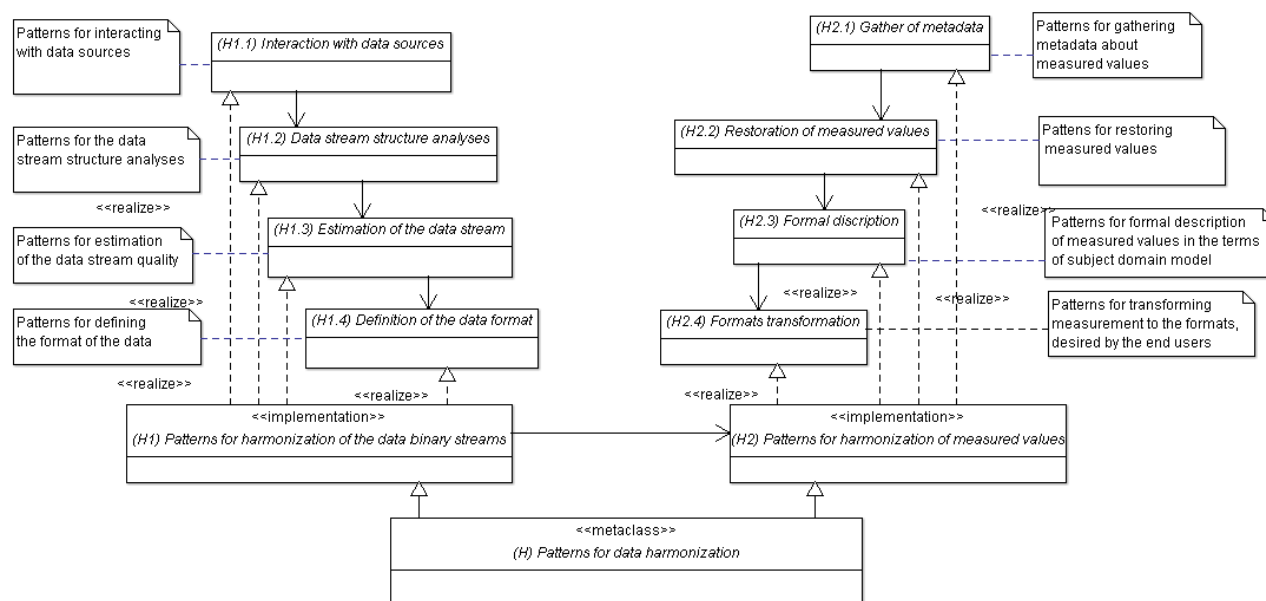 Patterns for interacting
with data sources
(H1.1) Interaction with data sources
(H2.1) Gather of metadata
Patterns for gathering
metadata about
measured values
Patterns for the data
stream structure analyses
(H1.2) Data stream structure analyses
(H2.2) Restoration of measured values
Pattens for restoring
measured values
<<realize>>
<<realize>>
Patterns for estimation
of the data stream quality
(H1.3) Estimation of the data stream
(H2.3) Formal discription
Patterns for formal description
of measured values in the terms
of subject domain model
<<realize>>
<<realize>>
<<realize>>
Patterns for defining
the format of the data
(H1.4) Definition of the data format
(H2.4) Formats transformation
Patterns for transforming
measurement to the formats,
desired by the end users
<<realize>>
<<realize>>
<<realize>>
<<implementation>>
(H1) Patterns for harmonization of the data binary streams
<<implementation>>
(H2) Patterns for harmonization of measured values
<<metaclass>>
(H) Patterns for data harmonization